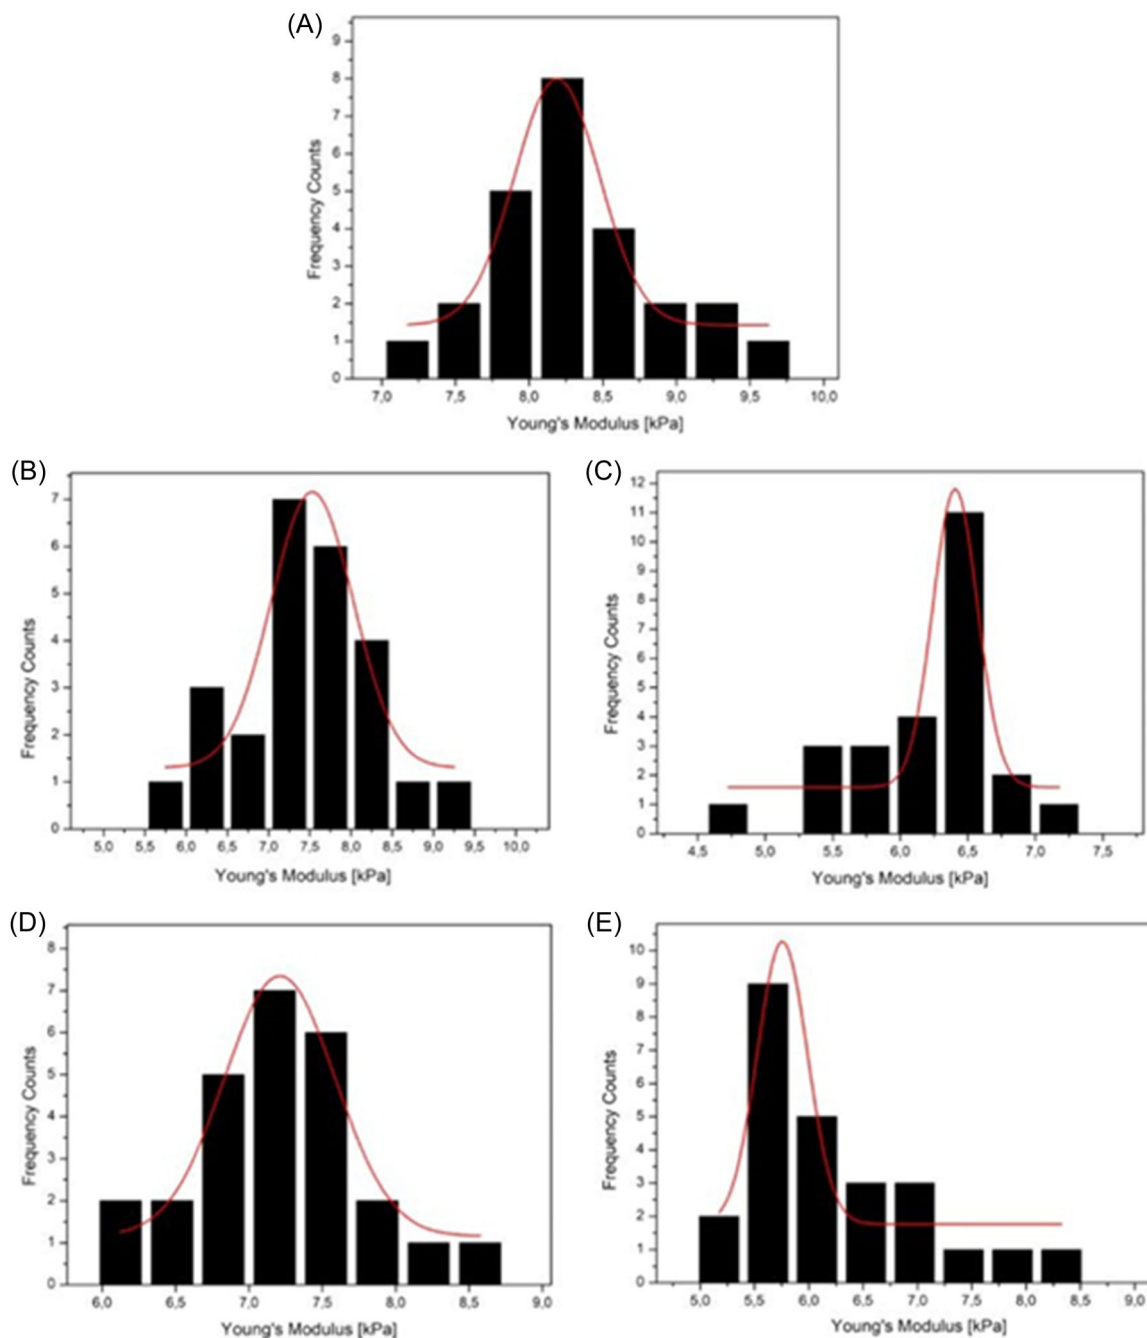 (A)
Frequency Counts
9
8
7
6
5
4
3
2
1
0
7,0 7,5 8,0 8,5 9,0 9,5 10,0
Young's Modulus [kPa]
(B)
Frequency Counts
7
6
5
4
3
2
1
0
5,0 5,5 6,0 6,5 7,0 7,5 8,0 8,5 9,0 9,5 10,0
Young's Modulus [kPa]
(C)
Frequency Counts
12
11
10
9
8
7
6
5
4
3
2
1
0
4,5 5,0 5,5 6,0 6,5 7,0 7,5
Young's Modulus [kPa]
(D)
Frequency Counts
8
7
6
5
4
3
2
1
0
6,0 6,5 7,0 7,5 8,0 8,5 9,0
Young's Modulus [kPa]
(E)
Frequency Counts
10
9
8
7
6
5
4
3
2
1
0
5,0 5,5 6,0 6,5 7,0 7,5 8,0 8,5 9,0
Young's Modulus [kPa]